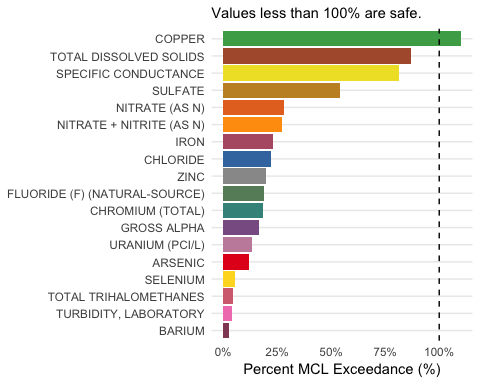 Values less than 100% are safe.
COPPER
TOTAL DISSOLVED SOLIDS
SPECIFIC CONDUCTANCE
SULFATE
NITRATE (AS N)
NITRATE + NITRITE (AS N)
IRON
CHLORIDE
ZINC
FLUORIDE (F) (NATURAL-SOURCE)
CHROMIUM (TOTAL)
GROSS ALPHA
URANIUM (PCI/L)
ARSENIC
SELENIUM
TOTAL TRIHALOMETHANES
TURBIDITY, LABORATORY
BARIUM
0% 25% 50% 75% 100%
Percent MCL Exceedance (%)